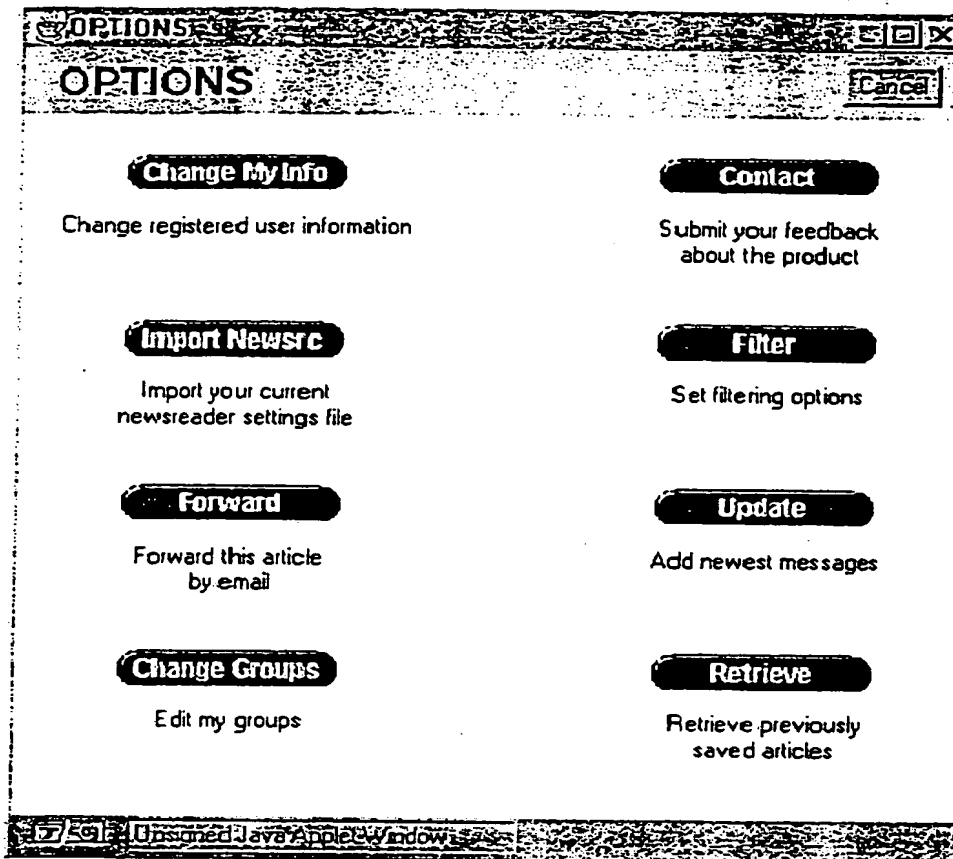 OPTIONS
OPTIONS
Cancel
Change My Info
Change registered user information
Contact
Submit your feedback
about the product
Import Newsrc
Import your current
newsreader settings file
Filter
Set filtering options
Forward
Forward this article
by email
Update
Add newest messages
Change Groups
Edit my groups
Retrieve
Retrieve previously
saved articles
Unsigned Java Applet Window